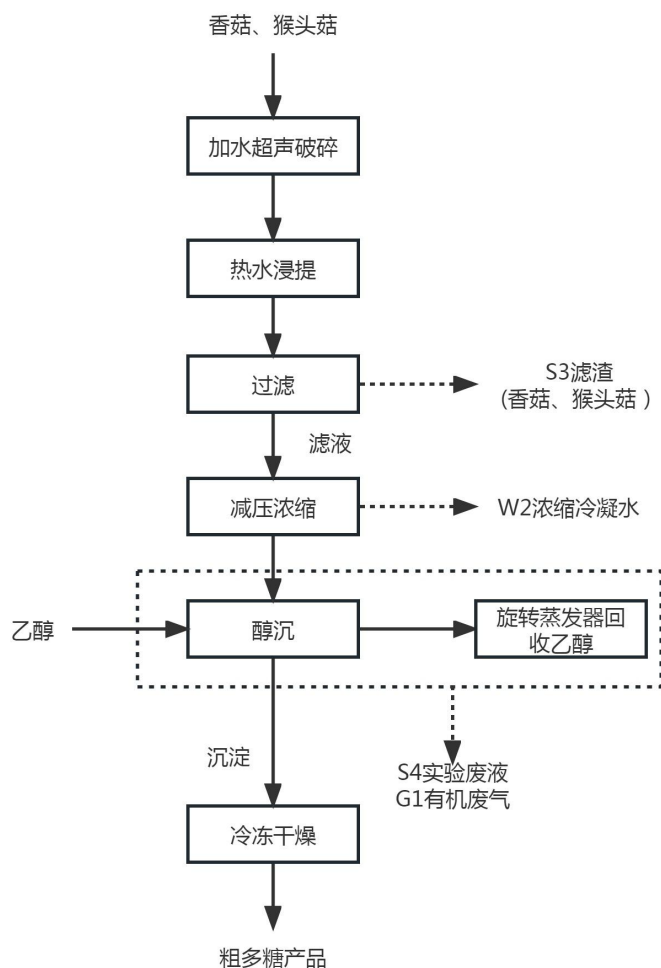 香菇、猴头菇
加水超声破碎
热水浸提
过滤
S3滤渣
(香菇、猴头菇 )
滤液
减压浓缩
W2浓缩冷凝水
乙醇
醇沉
旋转蒸发器回
收乙醇
沉淀
S4实验废液
G1有机废气
冷冻干燥
粗多糖产品